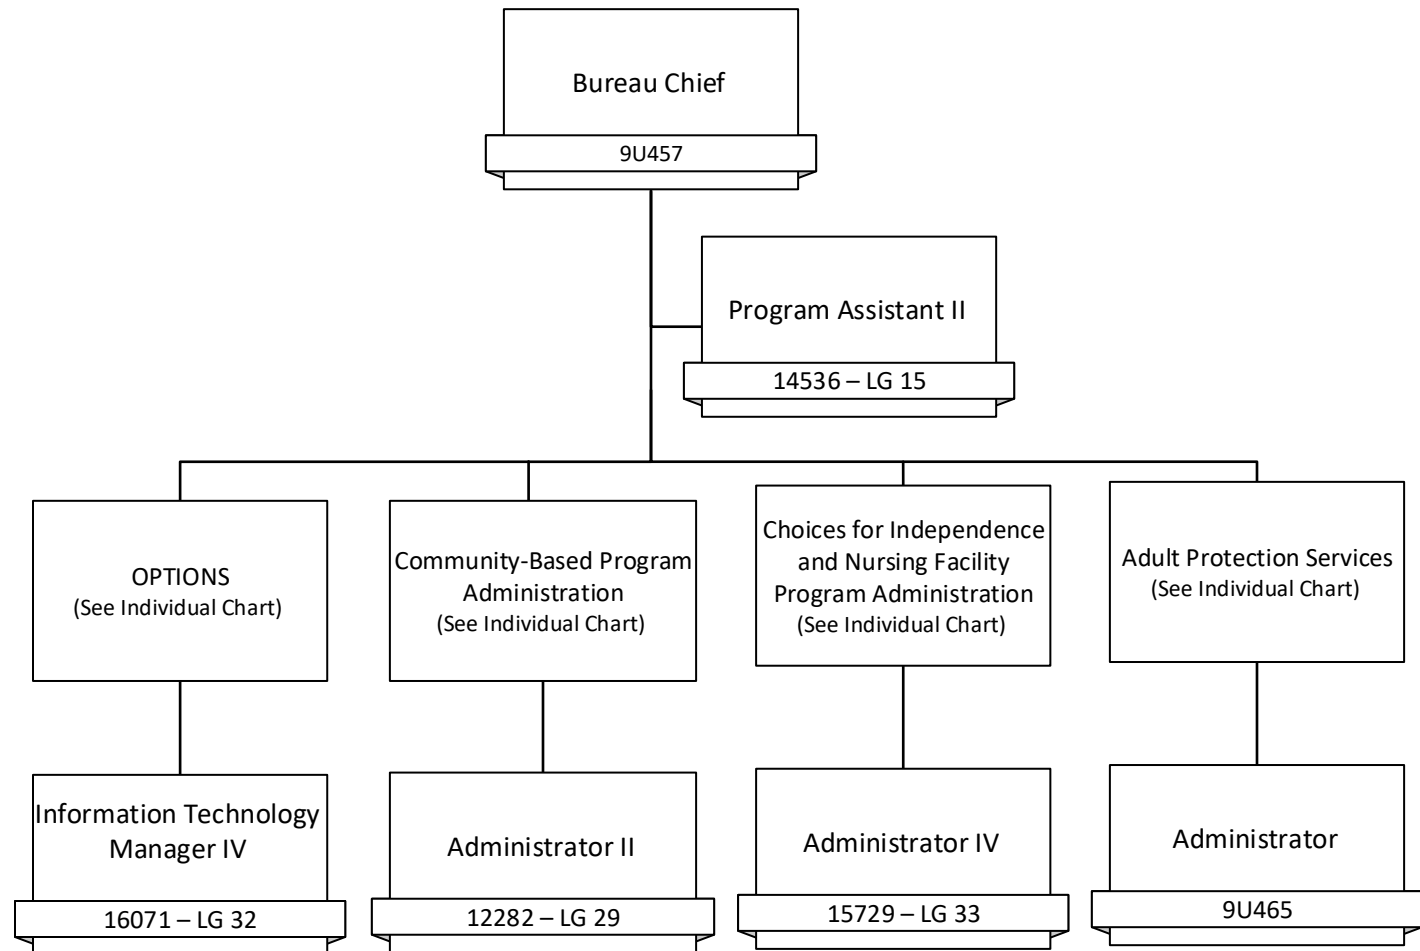 Bureau Chief
9U457
Program Assistant II
14536 – LG 15
OPTIONS
(See Individual Chart)
Community-Based Program
Administration
(See Individual Chart)
Choices for Independence
and Nursing Facility
Program Administration
(See Individual Chart)
Adult Protection Services
(See Individual Chart)
Information Technology
Manager IV
16071 – LG 32
Administrator II
12282 – LG 29
Administrator IV
15729 – LG 33
Administrator
9U465